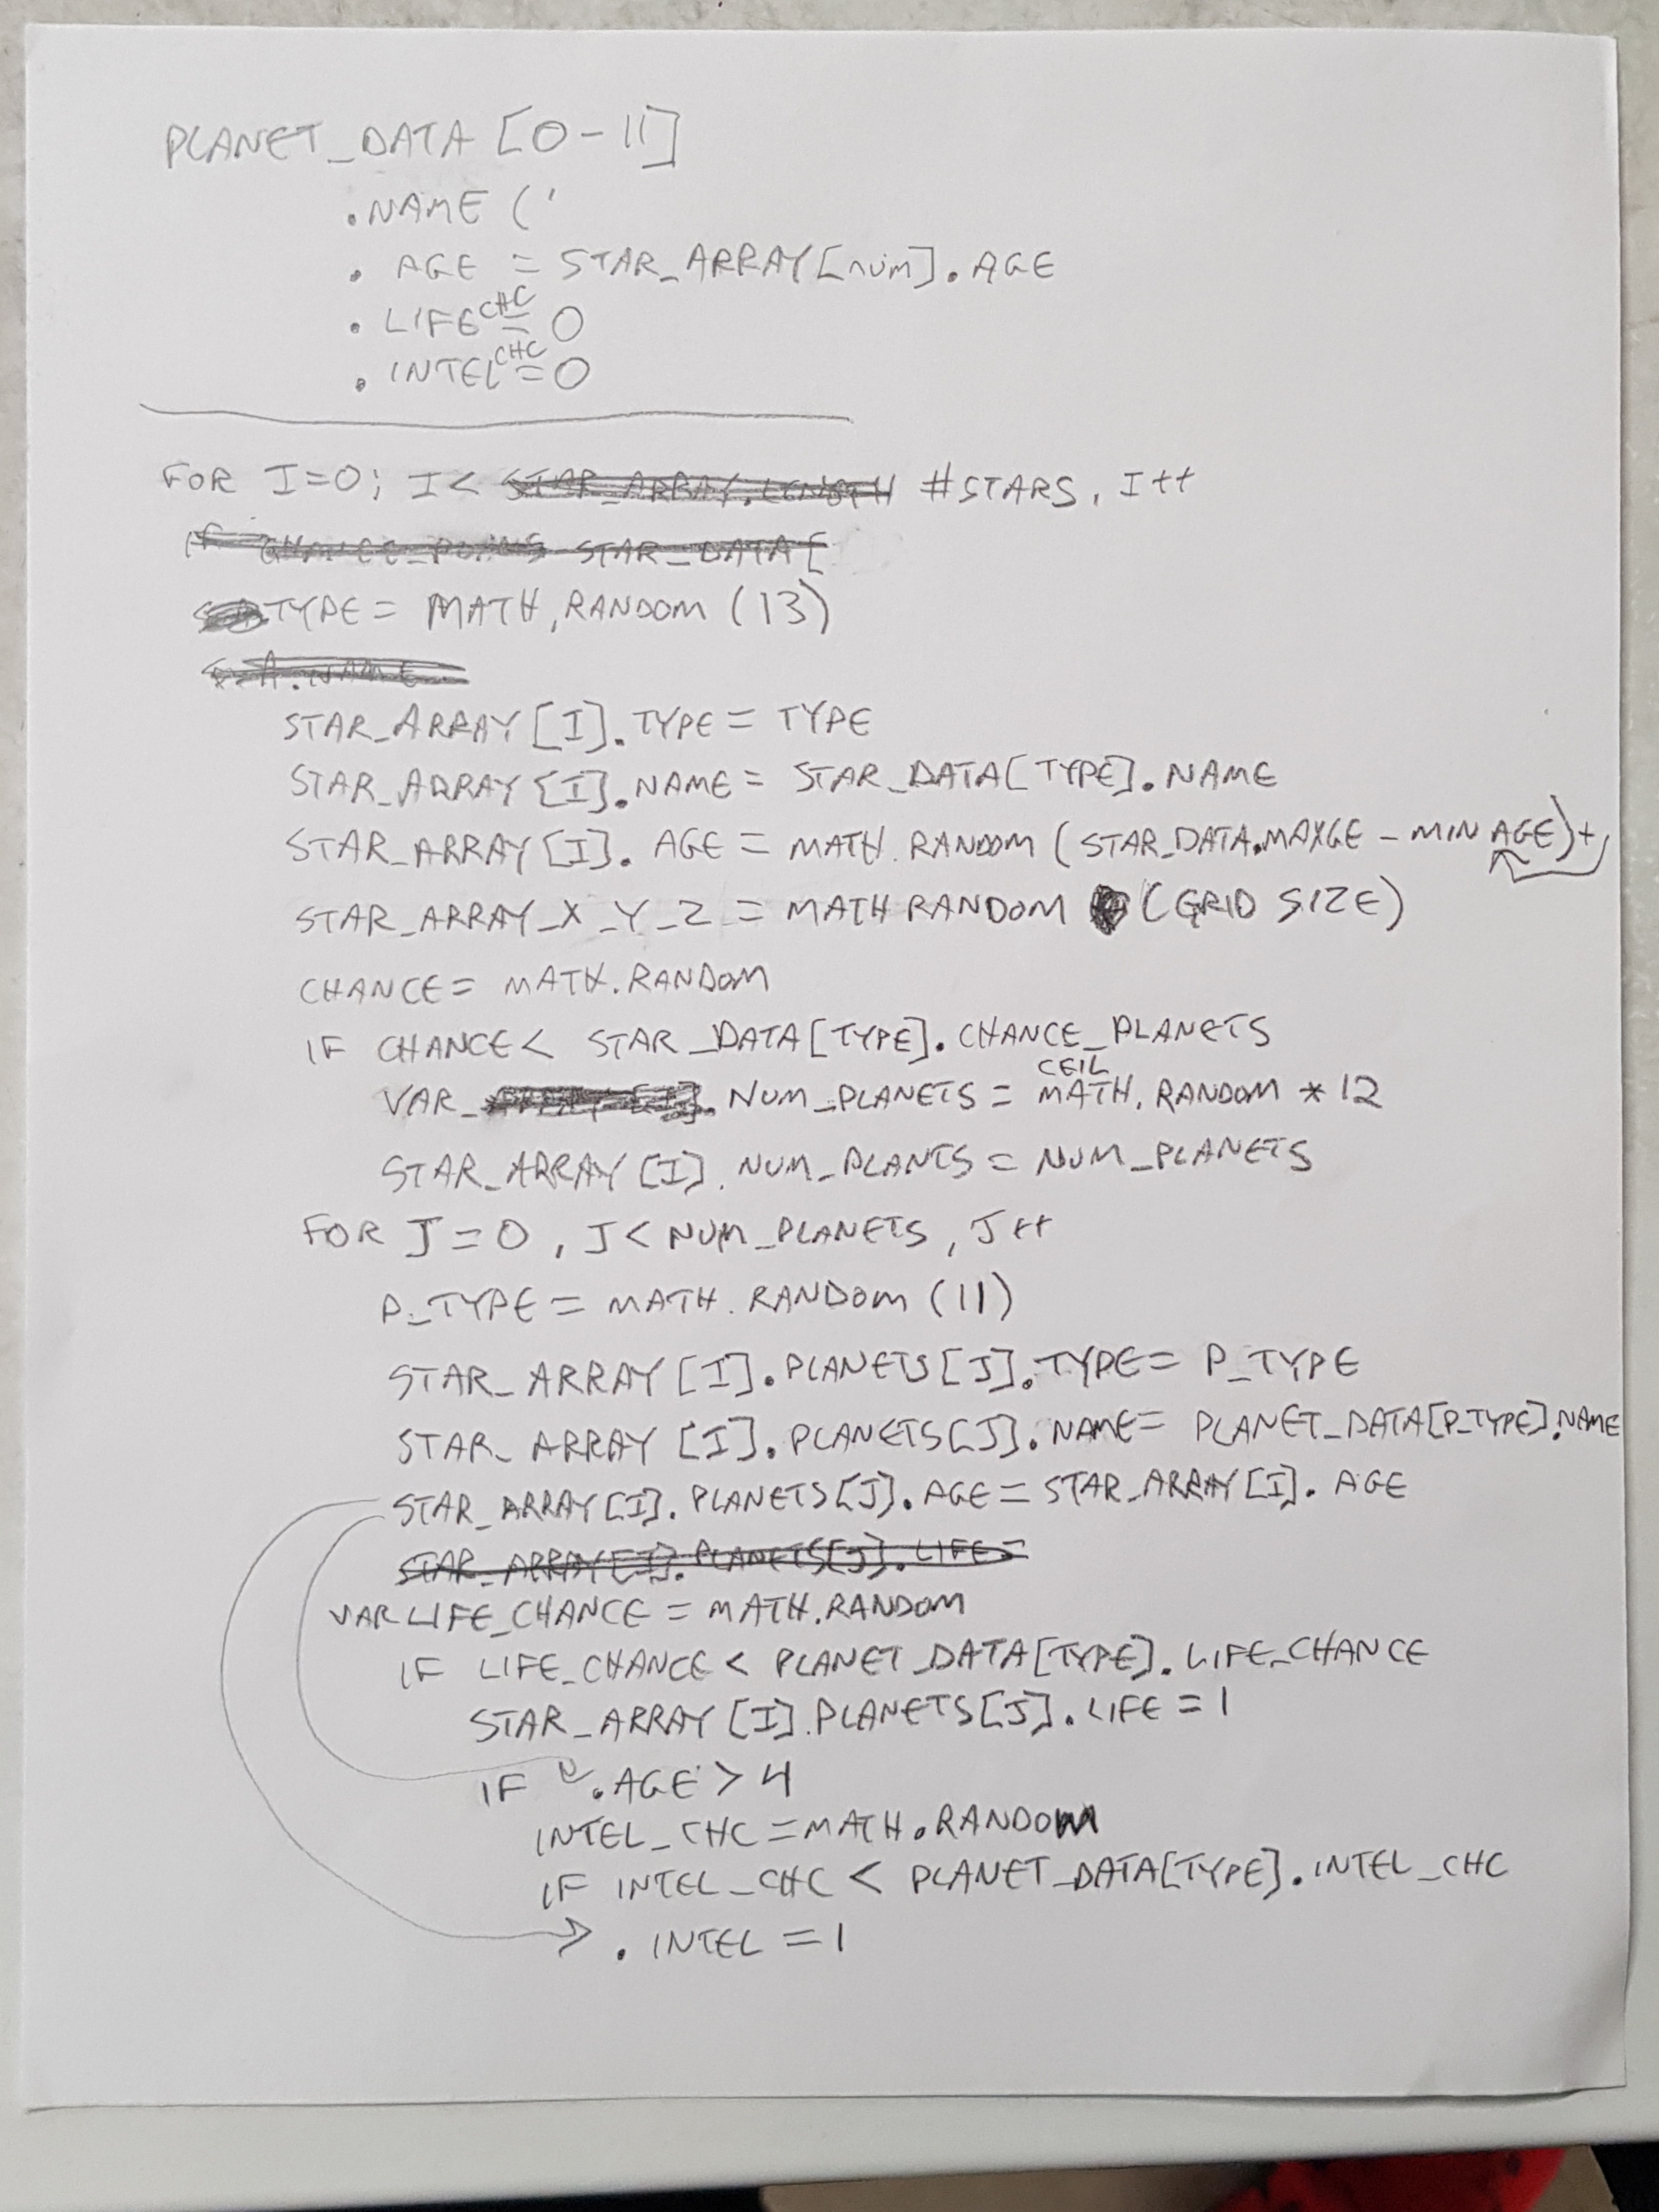 PLANET_DATA [0-11]
.NAME ('
. AGE = STAR_ARRAY[num].AGE
. LIFE CHC = 0
. INTEL CHC = 0
FOR I=0; I< STAR_ARRAY.LENGTH #STARS, I++
IF CHANCE_ STAR_DATA[
TYPE = MATH.RANDOM (13)
.NAME
STAR_ARRAY[I].TYPE = TYPE
STAR_ARRAY[I].NAME = STAR_DATA[TYPE].NAME
STAR_ARRAY[I]. AGE = MATH.RANDOM (STAR_DATA.MAXGE - MIN AGE)+
STAR_ARRAY_X_Y_Z = MATH RANDOM (GRID SIZE)
CHANCE = MATH.RANDOM
IF CHANCE < STAR_DATA[TYPE].CHANCE_PLANETS
CEIL
VAR_ . NUM_PLANETS = MATH.RANDOM * 12
STAR_ARRAY[I]. NUM_PLANTS = NUM_PLANETS
FOR J=0, J< NUM_PLANETS, J++
P_TYPE = MATH.RANDOM (11)
STAR_ARRAY[I].PLANETS[J].TYPE = P_TYPE
STAR_ARRAY[I].PLANETS[J].NAME = PLANET_DATA[P_TYPE].NAME
STAR_ARRAY[I].PLANETS[J].AGE = STAR_ARRAY[I]. AGE
STAR_ARRAY[I].PLANETS[J].LIFE=
VAR LIFE_CHANCE = MATH.RANDOM
IF LIFE_CHANCE < PLANET_DATA[TYPE].LIFE_CHANCE
STAR_ARRAY[I].PLANETS[J].LIFE = 1
IF .AGE > 4
INTEL_CHC = MATH.RANDOM
IF INTEL_CHC < PLANET_DATA[TYPE].INTEL_CHC
. INTEL = 1